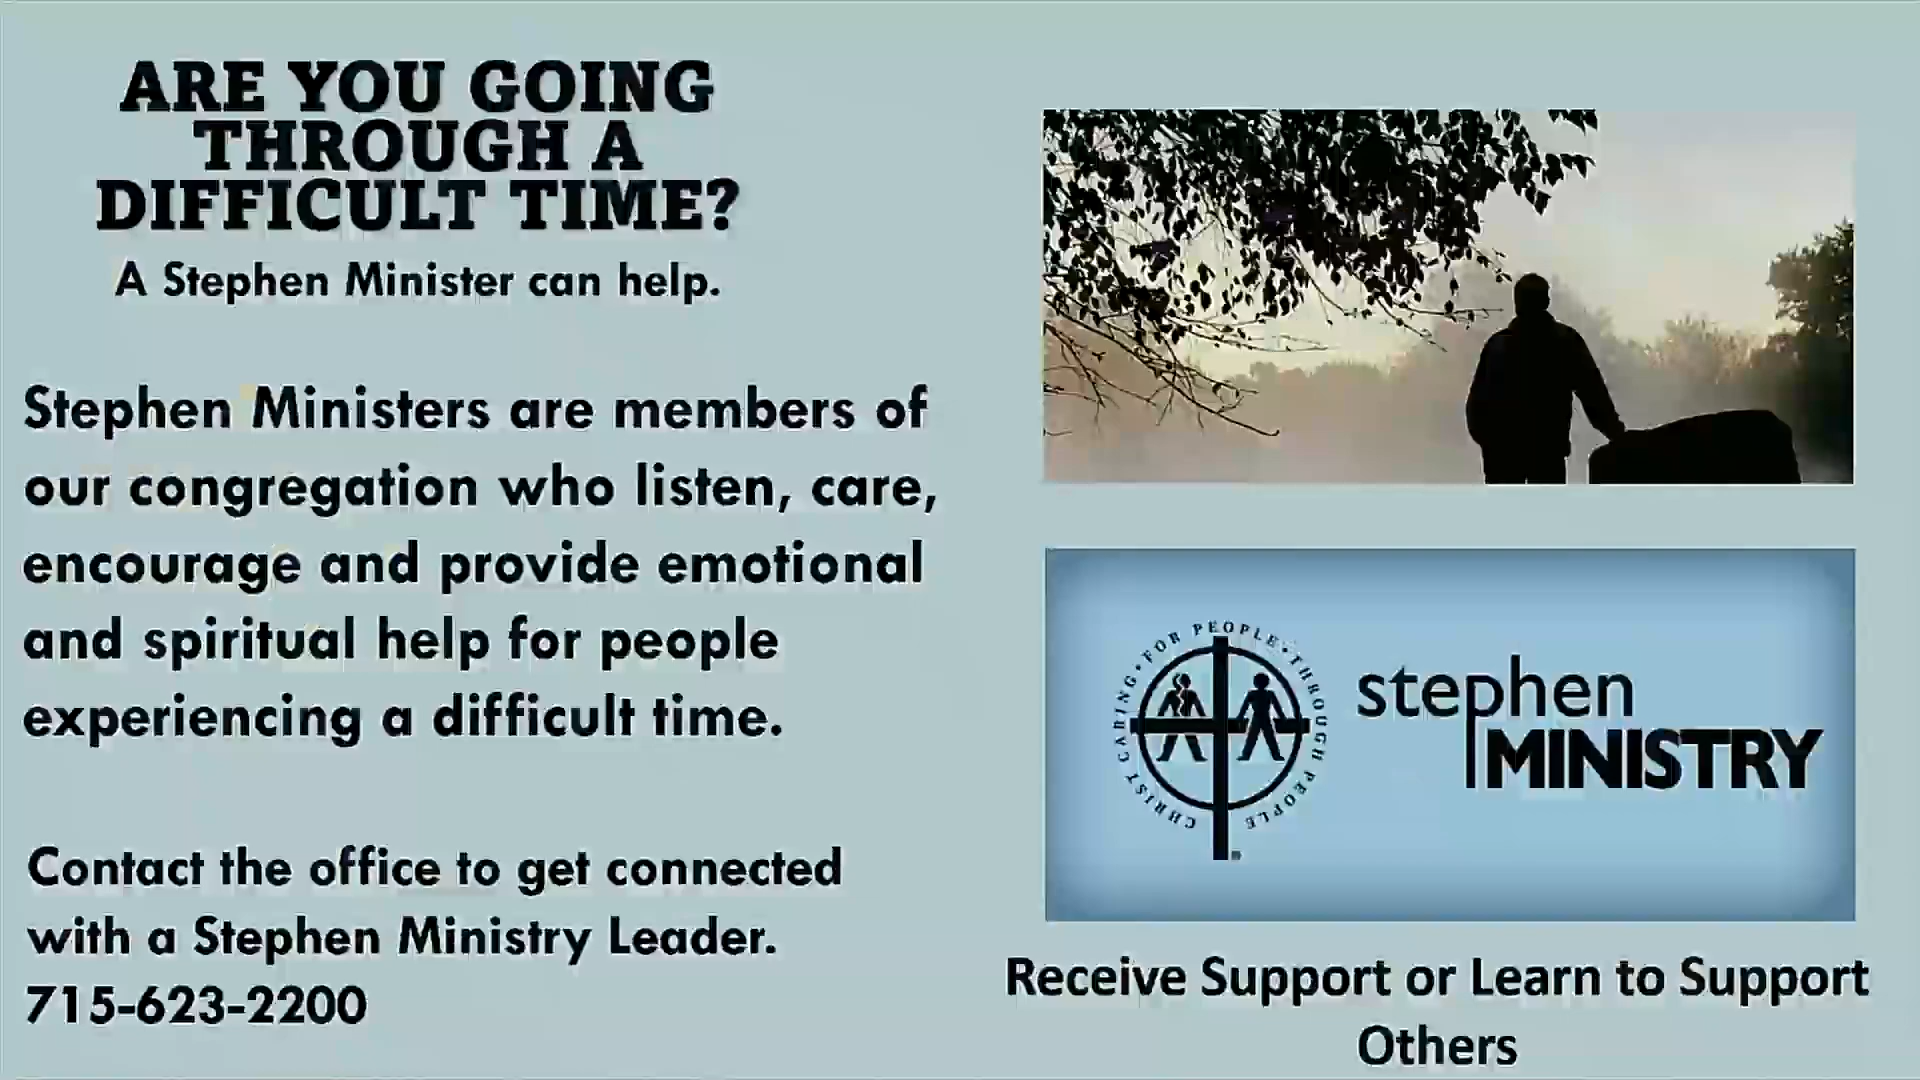 ARE YOU GOING
THROUGH A
DIFFICULT TIME?
A Stephen Minister can help.
Stephen Ministers are members of
our congregation who listen, care,
encourage and provide emotional
and spiritual help for people
experiencing a difficult time.
Contact the office to get connected
with a Stephen Ministry Leader.
715-623-2200
CHRIST CARING • FOR PEOPLE • THROUGH PEOPLE
®
stephen
MINISTRY
Receive Support or Learn to Support
Others